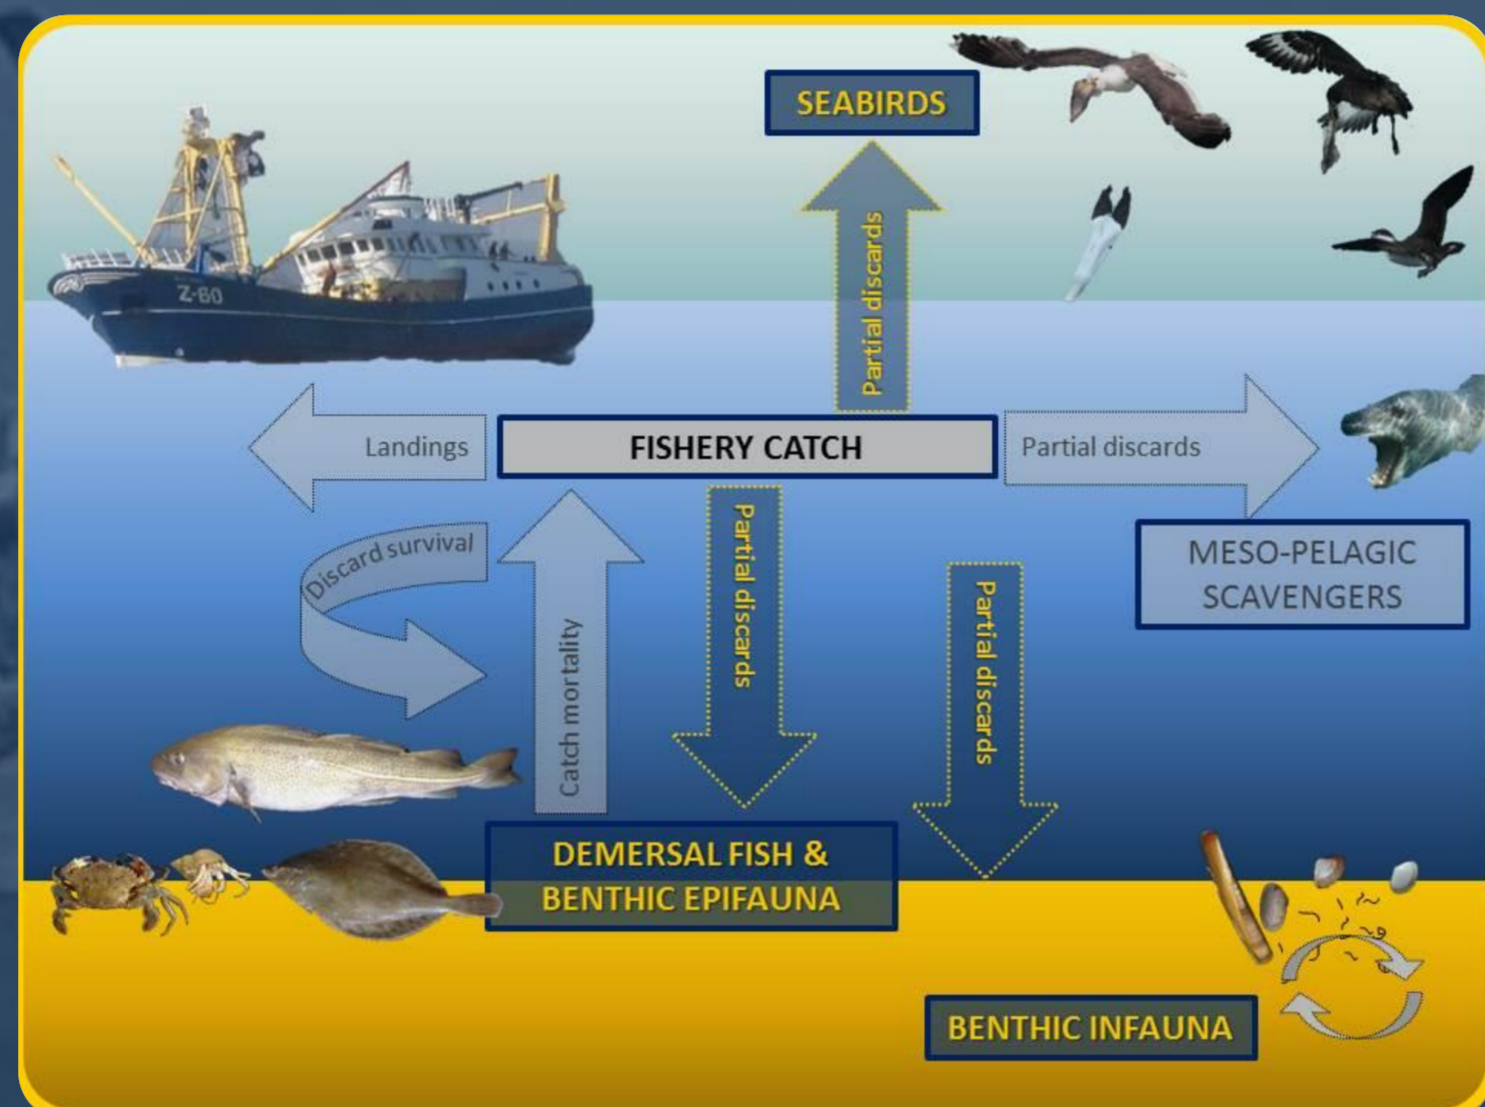 SEABIRDS
Partial discards
Z-60
Landings
FISHERY CATCH
Partial discards
Discard survival
Catch mortality
Partial discards
Partial discards
MESO-PELAGIC
SCAVENGERS
DEMERSAL FISH &
BENTHIC EPIFAUNA
BENTHIC INFAUNA